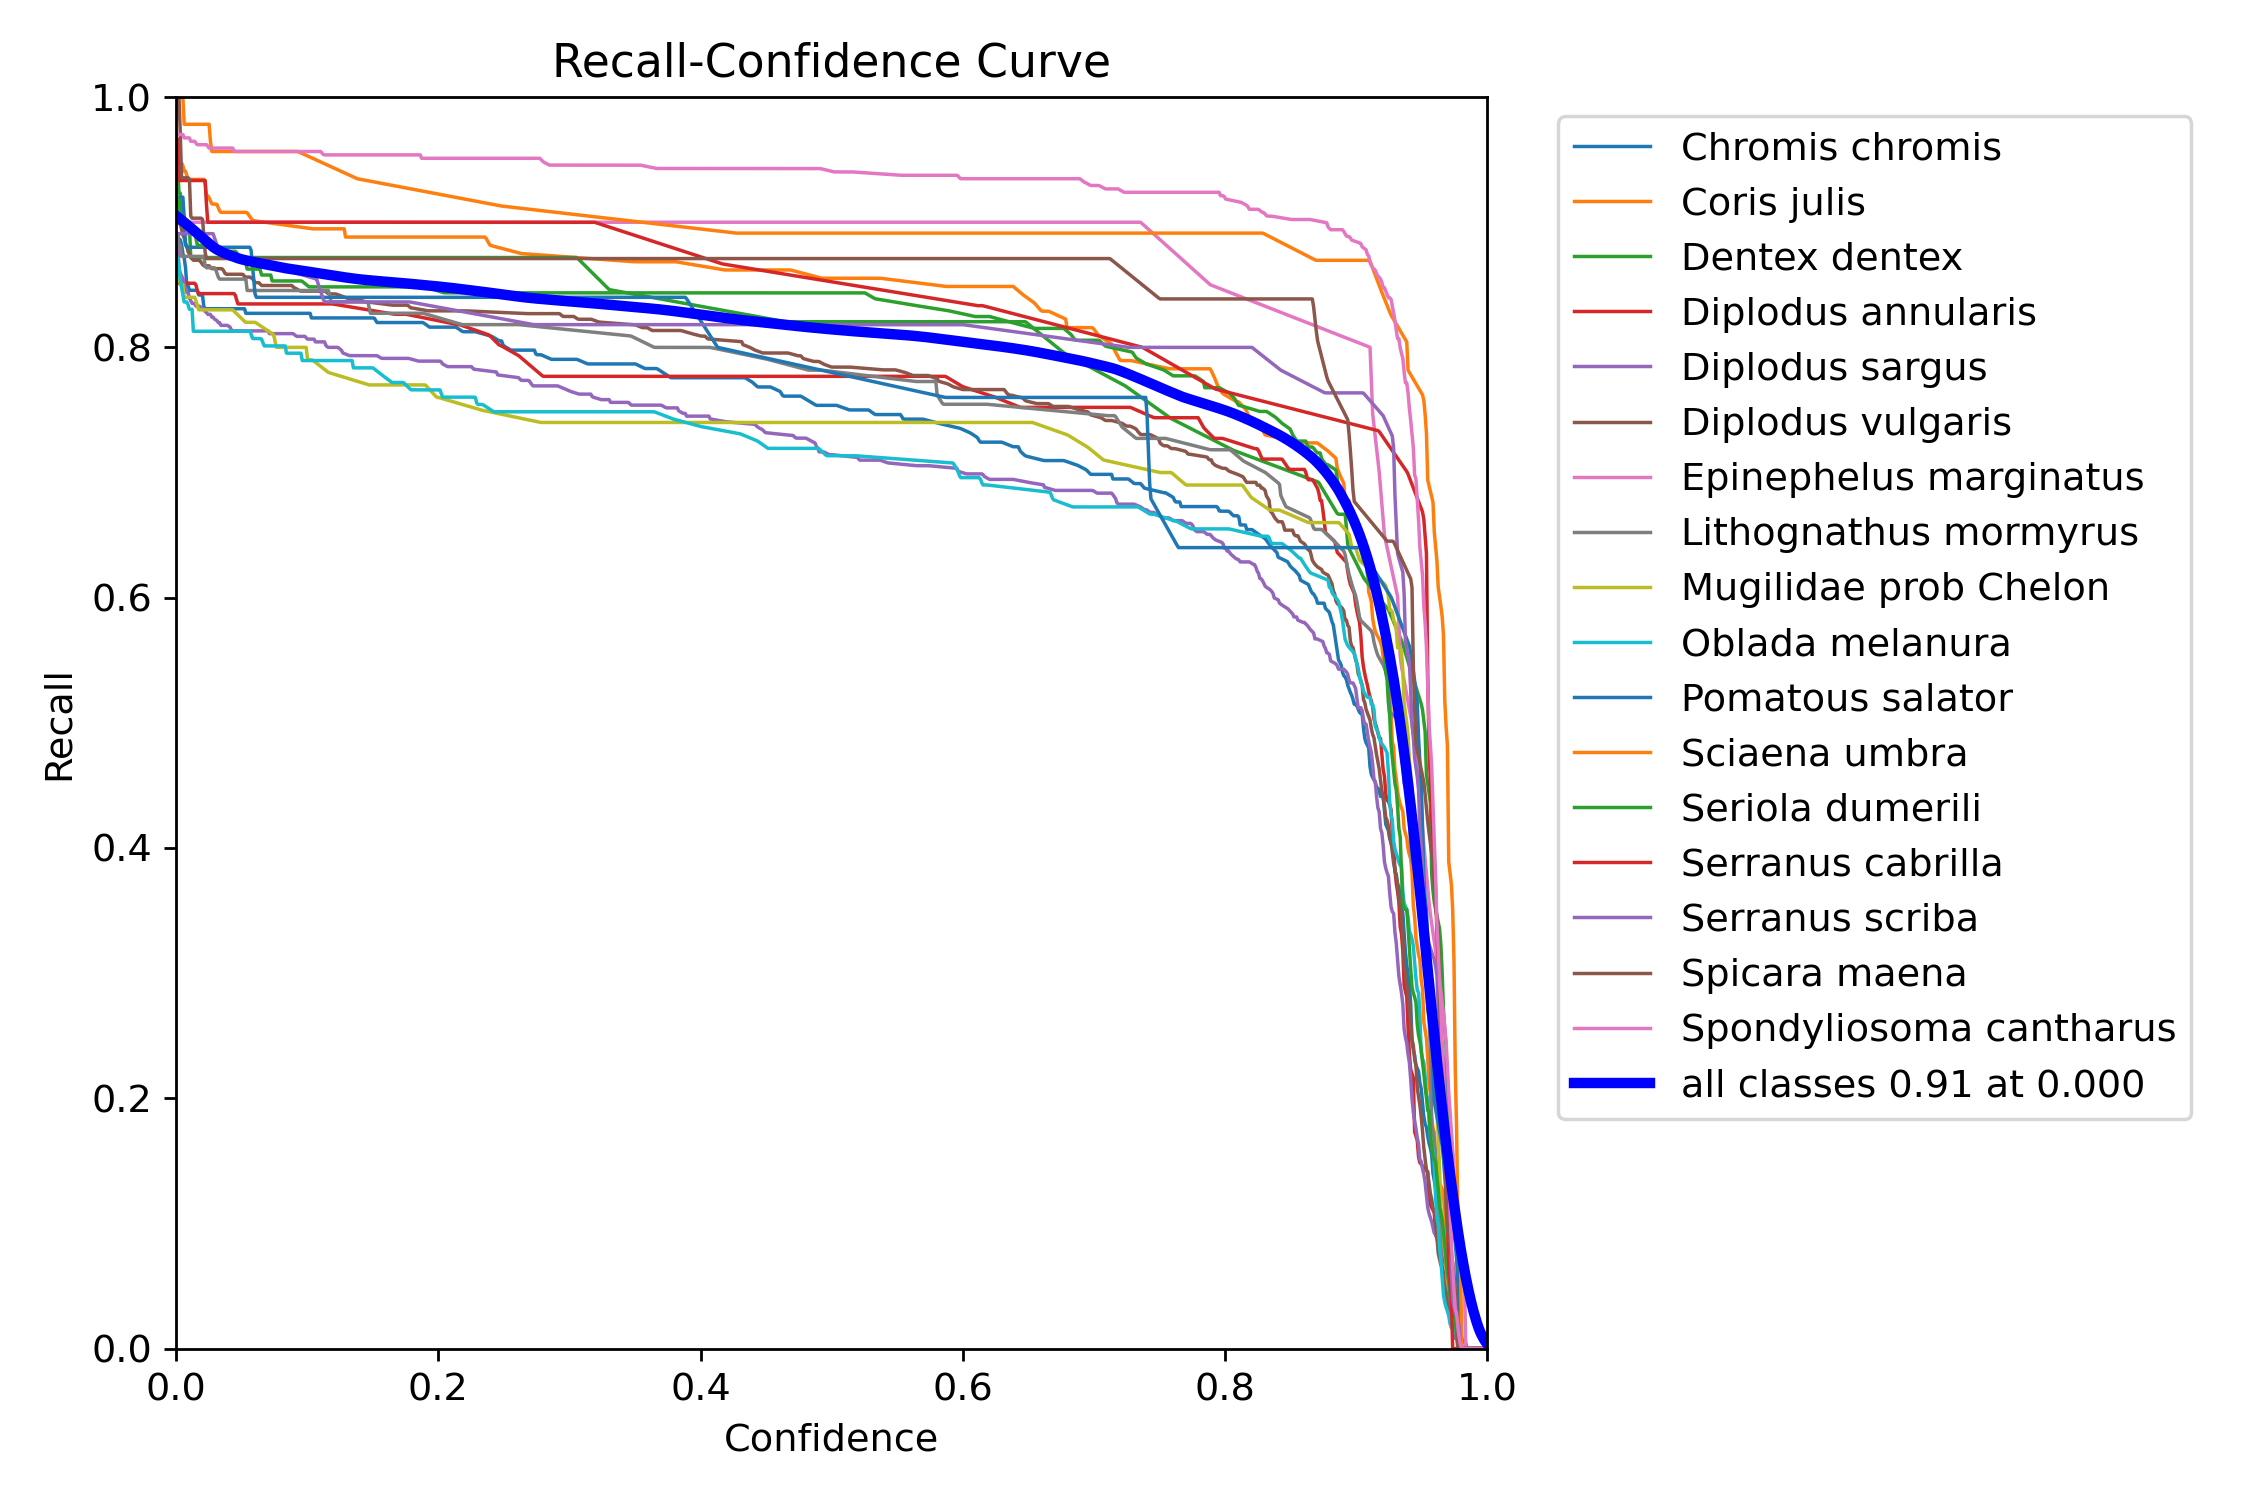 Recall-Confidence Curve
1.0
0.8
0.6
0.4
0.2
0.0
Recall
0.0 0.2 0.4 0.6 0.8 1.0
Confidence
Chromis chromis
Coris julis
Dentex dentex
Diplodus annularis
Diplodus sargus
Diplodus vulgaris
Epinephelus marginatus
Lithognathus mormyrus
Mugilidae prob Chelon
Oblada melanura
Pomatous salator
Sciaena umbra
Seriola dumerili
Serranus cabrilla
Serranus scriba
Spicara maena
Spondyliosoma cantharus
all classes 0.91 at 0.000